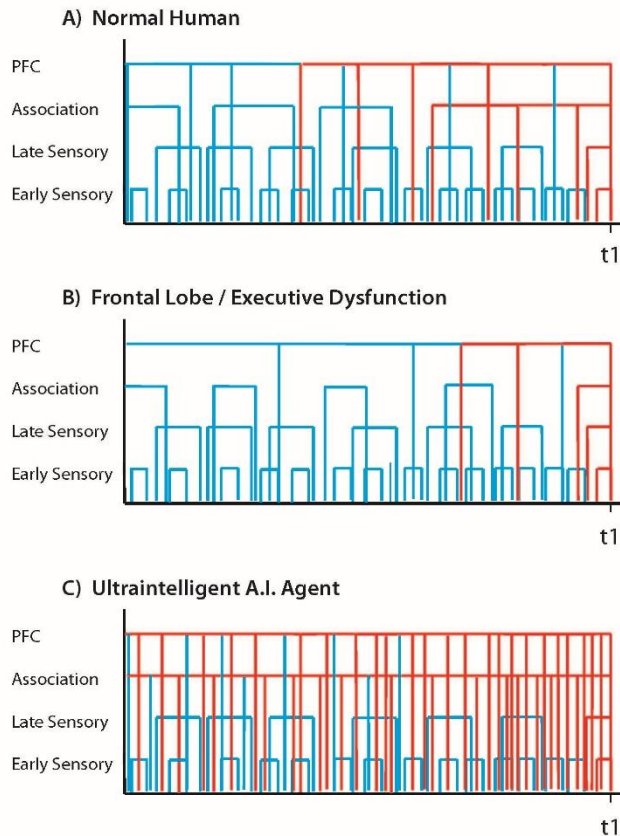 A) Normal Human
PFC
Association
Late Sensory
Early Sensory
t1
B) Frontal Lobe / Executive Dysfunction
PFC
Association
Late Sensory
Early Sensory
t1
C) Ultraintelligent A.I. Agent
PFC
Association
Late Sensory
Early Sensory
t1